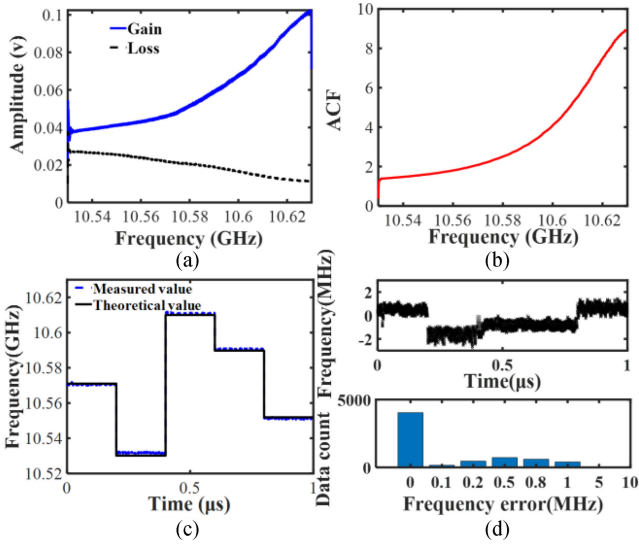 0.1
0.08
0.06
0.04
0.02
0
Amplitude (v)
Gain
Loss
10.54 10.56 10.58 10.6 10.62
Frequency (GHz)
(a)
10
8
6
4
2
0
ACF
10.54 10.56 10.58 10.6 10.62
Frequency (GHz)
(b)
10.62
10.6
10.57
10.54
10.52
Frequency(GHz)
Measured value
Theoretical value
0 0.5 1
Time (μs)
(c)
Frequency(MHz)
2
0
-2
0 0.5 1
Time(μs)
Data count
5000
0
0 0.1 0.2 0.5 0.8 1 5 10
Frequency error(MHz)
(d)